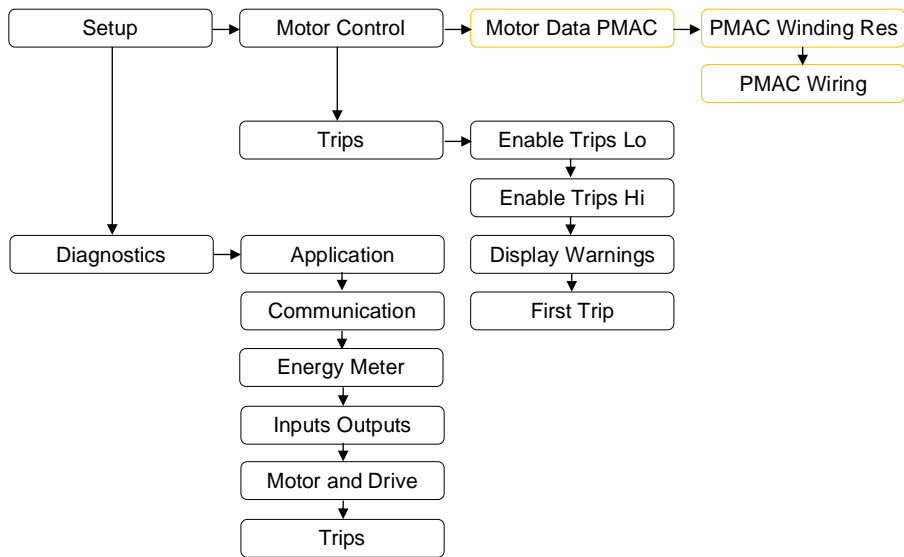 Setup
Motor Control
Motor Data PMAC
PMAC Winding Res
PMAC Wiring
Trips
Enable Trips Lo
Enable Trips Hi
Diagnostics
Application
Display Warnings
Communication
First Trip
Energy Meter
Inputs Outputs
Motor and Drive
Trips